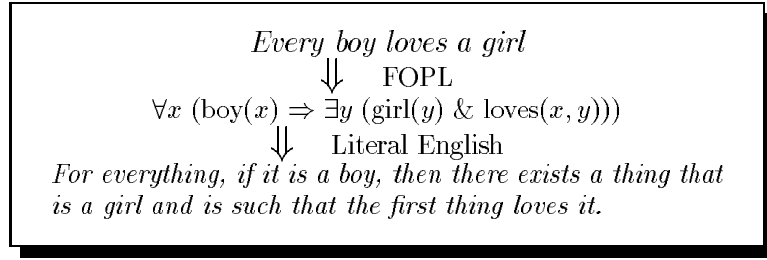 Every boy loves a girl
⇓ FOPL
∀x (boy(x) ⇒ ∃y (girl(y) & loves(x, y)))
⇓ Literal English
For everything, if it is a boy, then there exists a thing that
is a girl and is such that the first thing loves it.